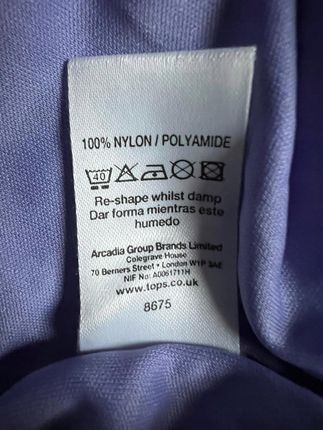 100% NYLON / POLYAMIDE
40
Re-shape whilst damp
Dar forma mientras este
humedo
Arcadia Group Brands Limited
Colegrave House
70 Berners Street • London W1P 3AE
NIF No: A0061711H
www.tops.co.uk
8675